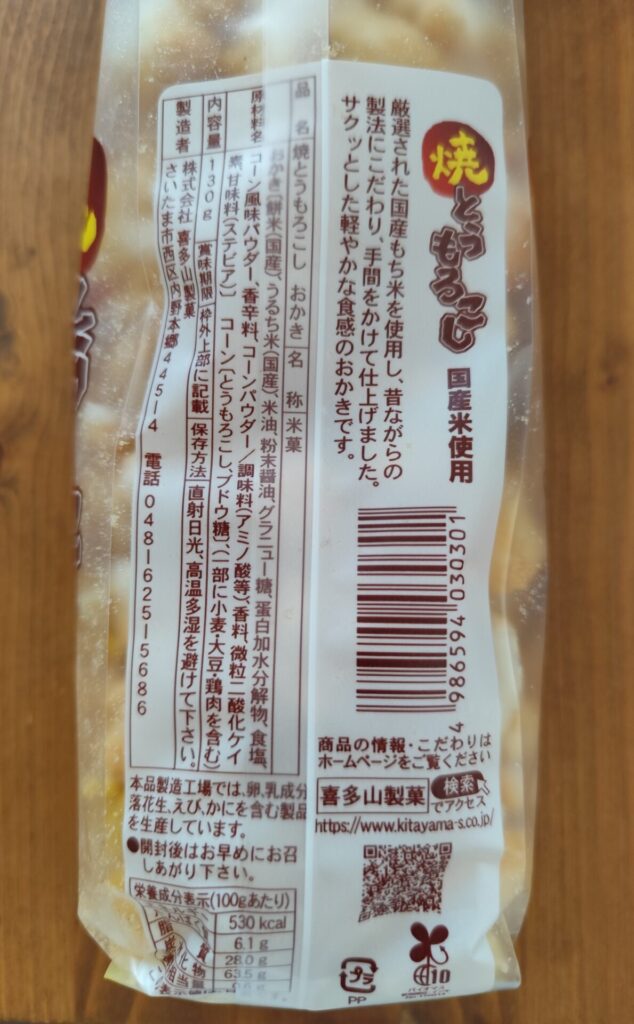 焼とうもろこし
国産米使用
厳選された国産もち米を使用し、昔ながらの
製法にこだわり、手間をかけて仕上げました。
サクッとした軽やかな食感のおかきです。
4 986594 030301
商品の情報・こだわりは
ホームページをご覧ください
喜多山製菓 検索
でアクセス
https://www.kitayama-s.co.jp/
プラ
PP
10
品 名 焼とうもろこし おかき 名 称 米菓
原材料名 おかき〔餅米(国産)、うるち米(国産)、米油、粉末醤油、グラニュー糖、蛋白加水分解物、食塩、
コーン風味パウダー、香辛料、コーンパウダー／調味料(アミノ酸等)、香料、微粒二酸化ケイ
素、甘味料(ステビア)〕 コーン〔とうもろこし、ブドウ糖〕、(一部に小麦・大豆・鶏肉を含む)
内容量 130g 賞味期限 枠外上部に記載 保存方法 直射日光、高温多湿を避けて下さい。
製造者 株式会社 喜多山製菓
さいたま市西区内野本郷445-4 電話 048-625-5686
本品製造工場では、卵、乳成分
落花生、えび、かにを含む製品
を生産しています。
●開封後はお早めにお召
しあがり下さい。
栄養成分表示(100gあたり)
530 kcal
質 6.1 g
28.0 g
化物 63.5 g